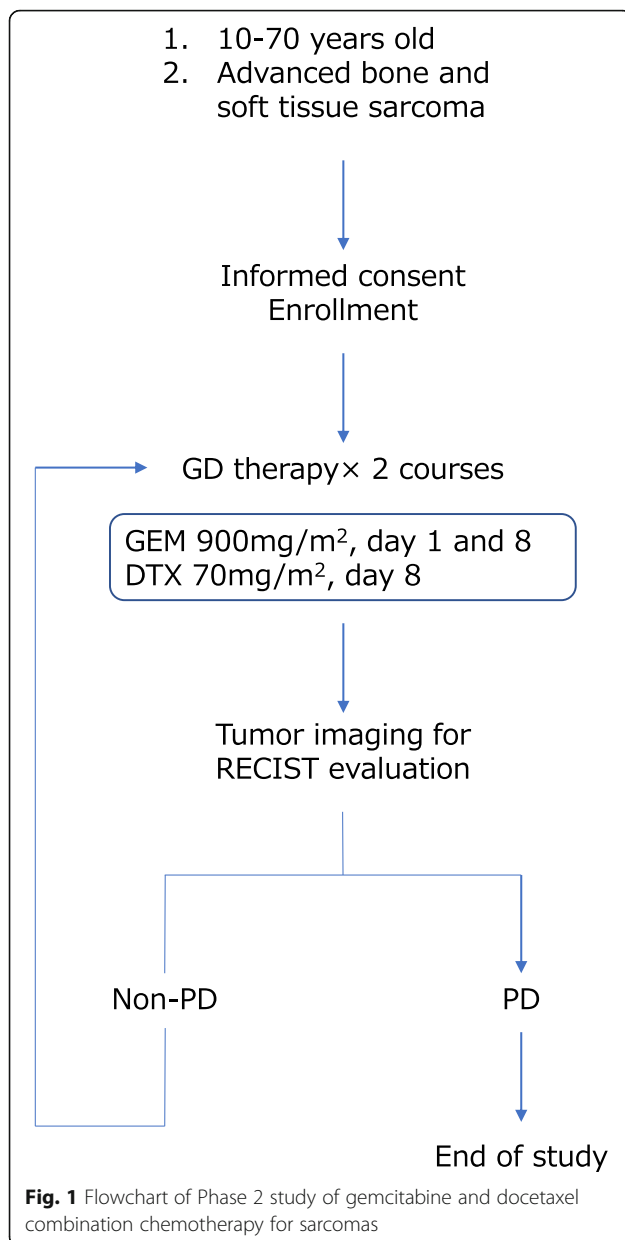 1. 10-70 years old
2. Advanced bone and
soft tissue sarcoma
Informed consent
Enrollment
GD therapy× 2 courses
GEM 900mg/m², day 1 and 8
DTX 70mg/m², day 8
Tumor imaging for
RECIST evaluation
Non-PD
PD
End of study
Fig. 1 Flowchart of Phase 2 study of gemcitabine and docetaxel
combination chemotherapy for sarcomas